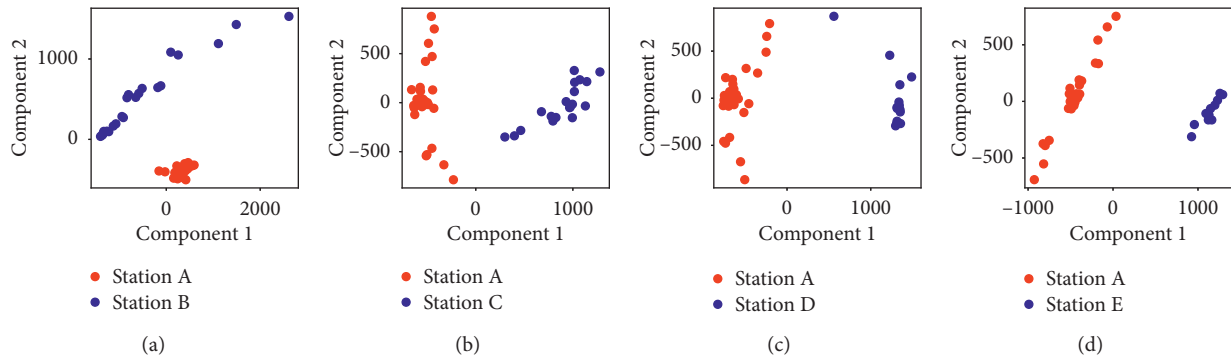 Component 2
1000
0
0
2000
Component 1
Station A
Station B
(a)
Component 2
500
0
−500
0
1000
Component 1
Station A
Station C
(b)
Component 2
500
0
−500
0
1000
Component 1
Station A
Station D
(c)
Component 2
500
0
−500
−1000
0
1000
Component 1
Station A
Station E
(d)